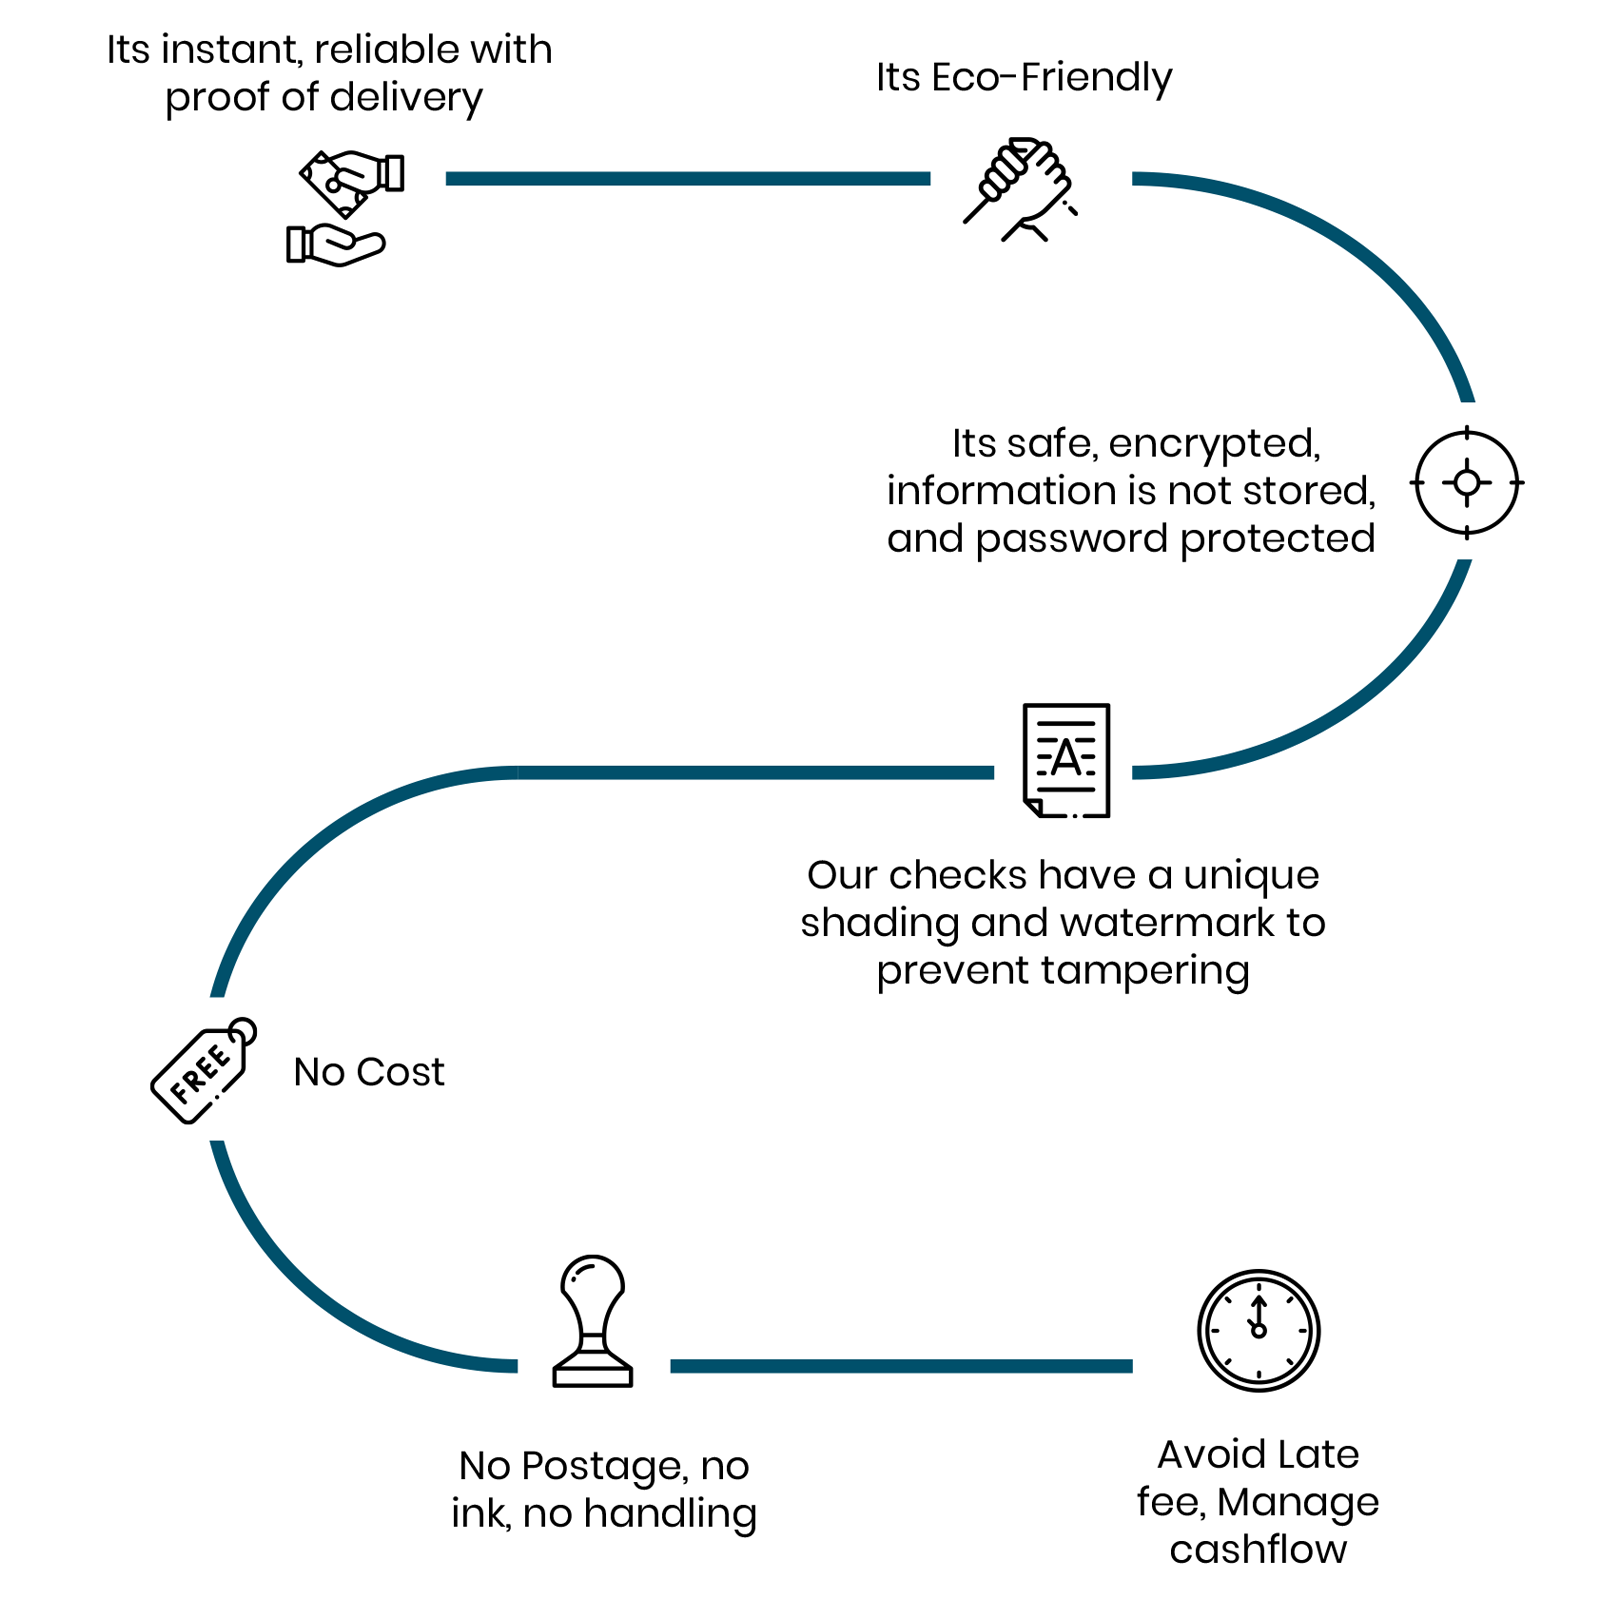 Its instant, reliable with
proof of delivery
Its Eco-Friendly
Its safe, encrypted,
information is not stored,
and password protected
A
Our checks have a unique
shading and watermark to
prevent tampering
FREE
No Cost
No Postage, no
ink, no handling
Avoid Late
fee, Manage
cashflow